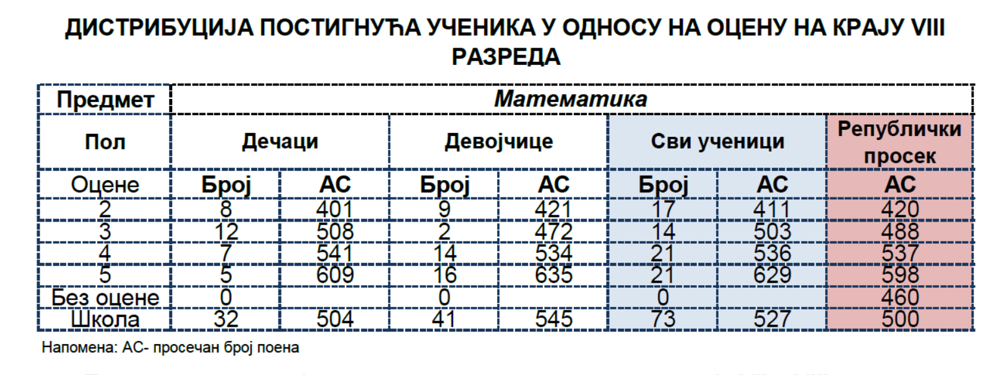 ДИСТРИБУЦИЈА ПОСТИГНУЋА УЧЕНИКА У ОДНОСУ НА ОЦЕНУ НА КРАЈУ VIII
РАЗРЕДА
Предмет Математика
Пол Дечаци Девојчице Сви ученици Републички просек
Оцене Број АС Број АС Број АС АС
2 8 401 9 421 17 411 420
3 12 508 2 472 14 503 488
4 7 541 14 534 21 536 537
5 5 609 16 635 21 629 598
Без оцене 0 0 0 460
Школа 32 504 41 545 73 527 500
Напомена: АС- просечан број поена